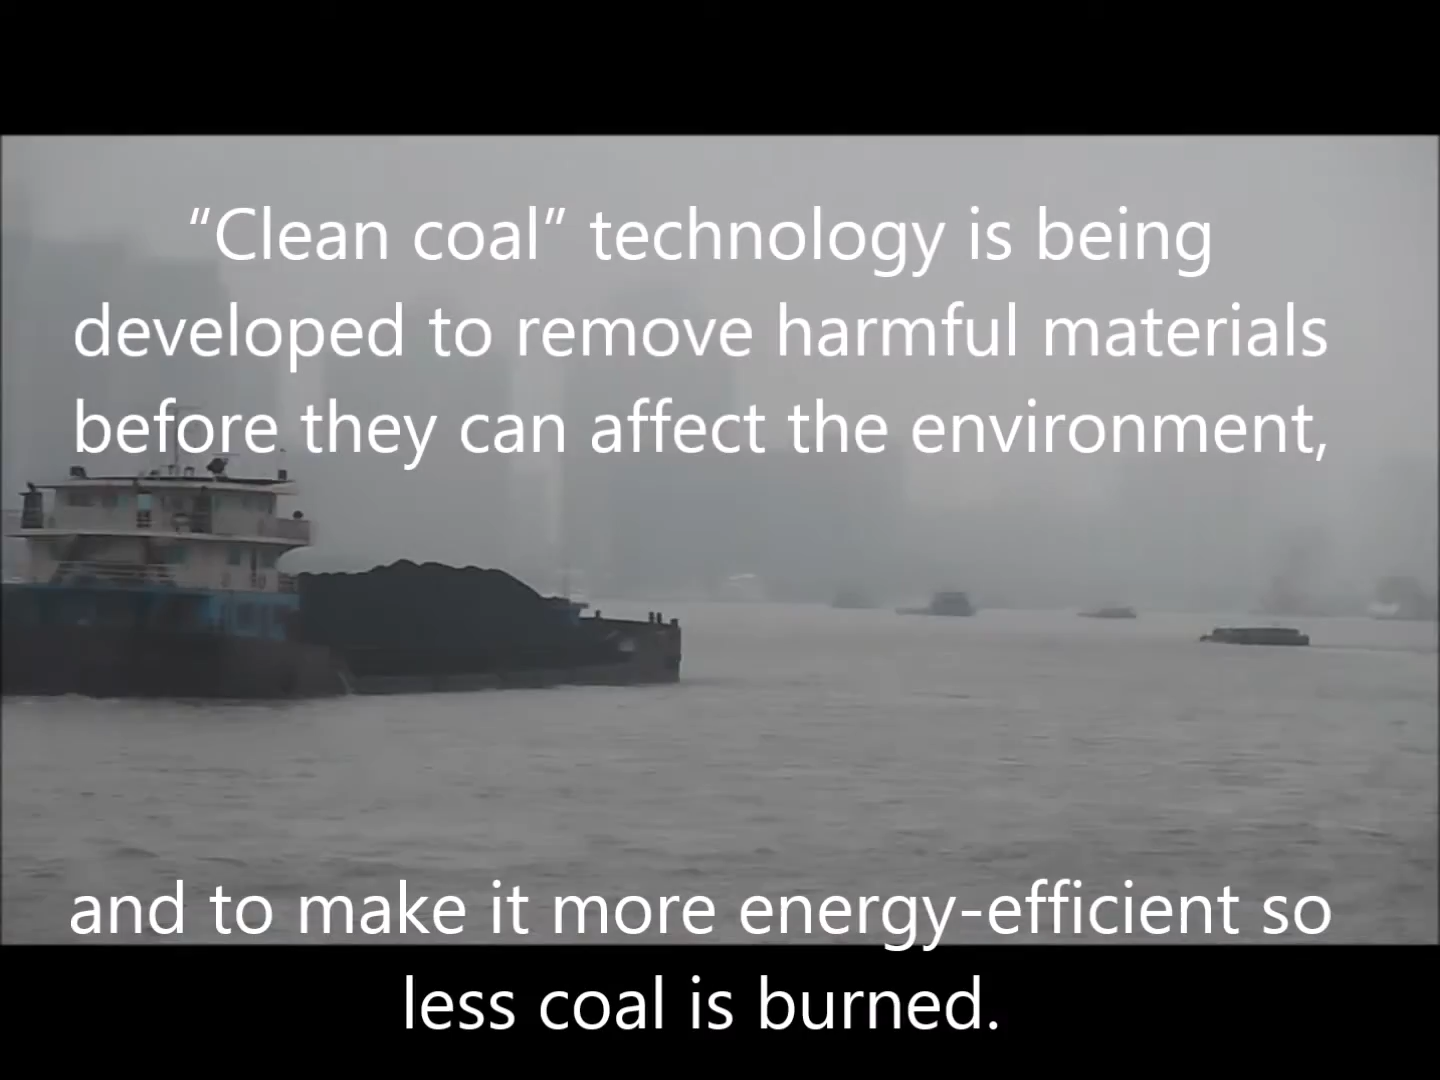 “Clean coal” technology is being
developed to remove harmful materials
before they can affect the environment,
and to make it more energy-efficient so
less coal is burned.